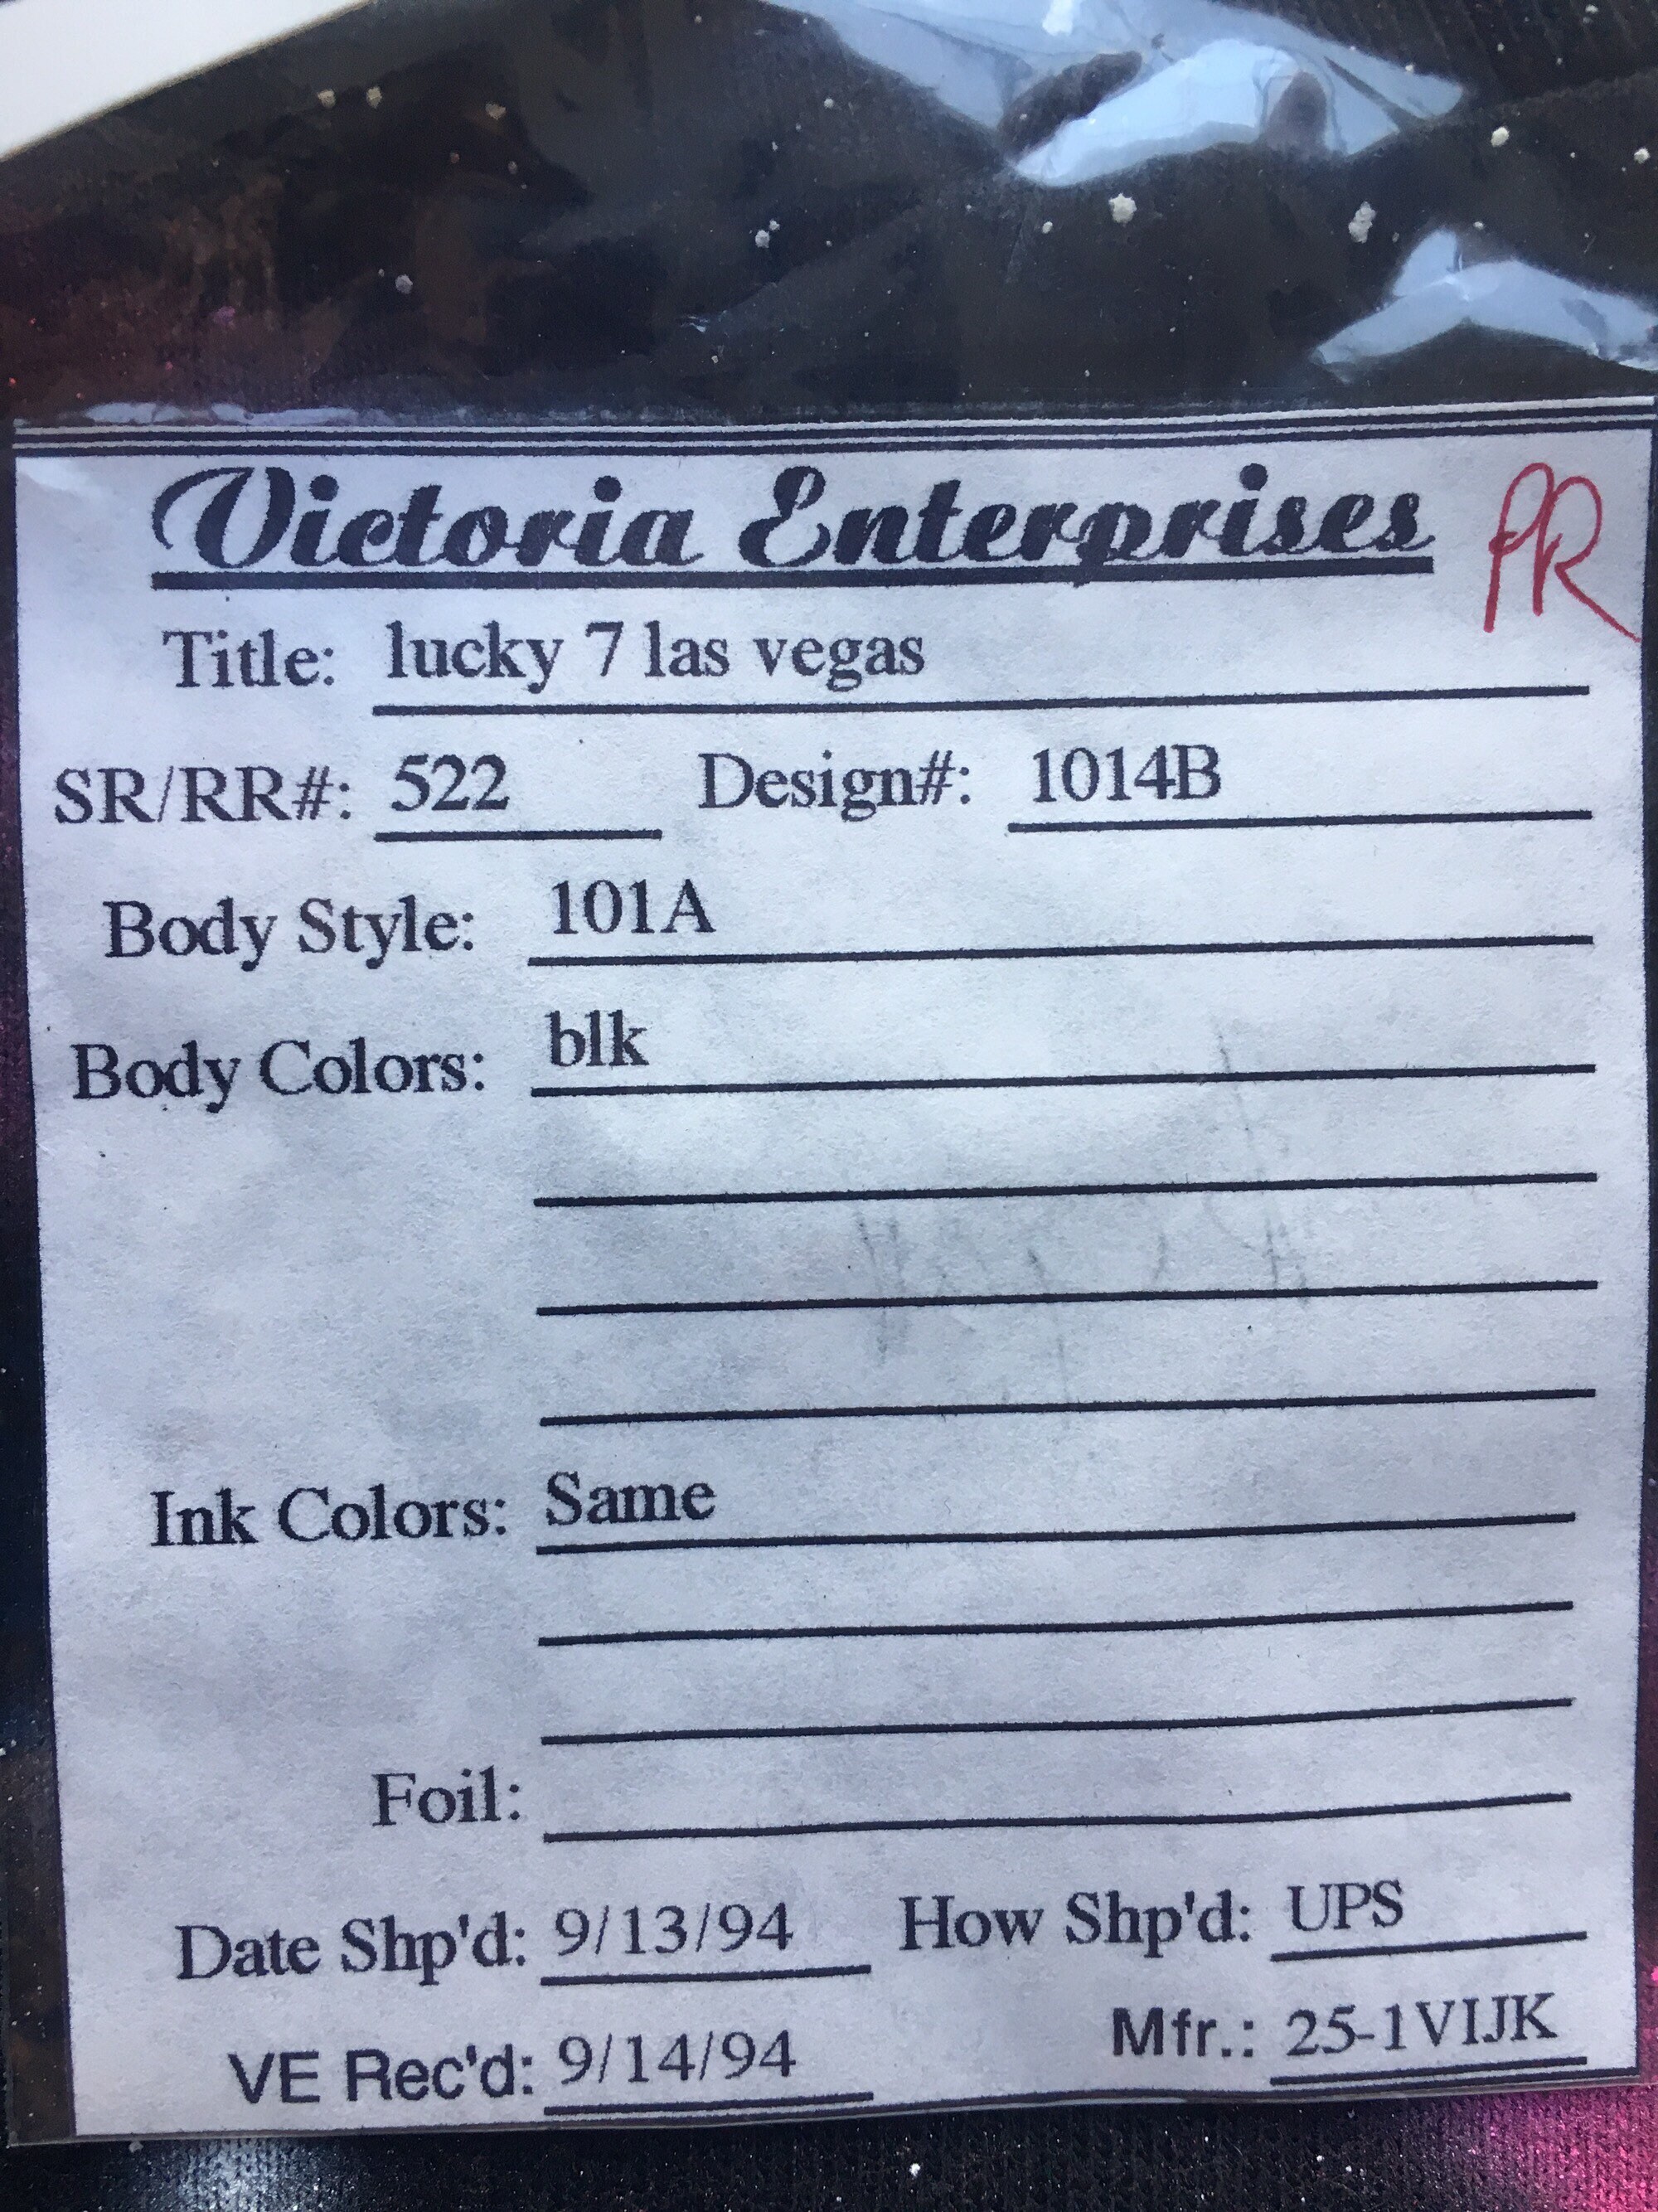 Victoria Enterprises PR
Title: lucky 7 las vegas
SR/RR#: 522 Design#: 1014B
Body Style: 101A
Body Colors: blk
Ink Colors: Same
Foil:
Date Shp'd: 9/13/94 How Shp'd: UPS
VE Rec'd: 9/14/94 Mfr.: 25-1VIJK